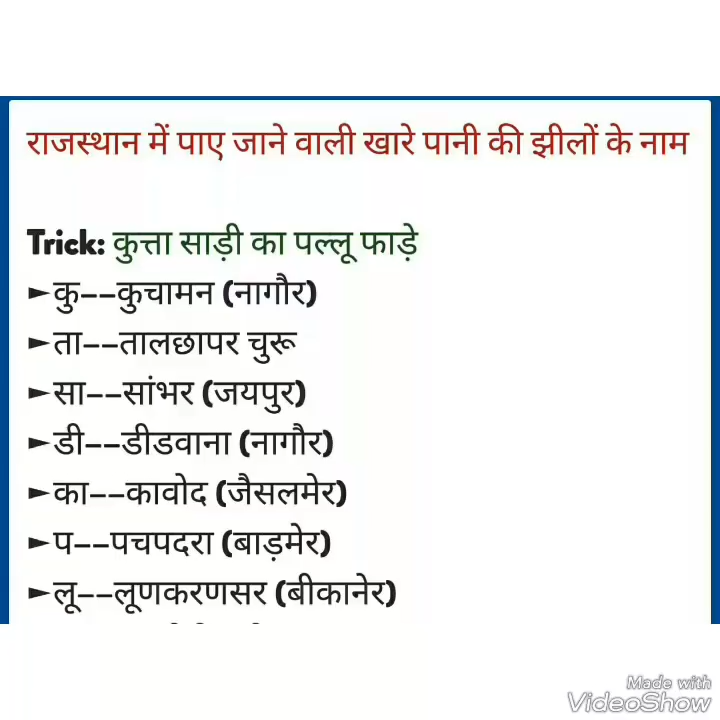 राजस्थान में पाए जाने वाली खारे पानी की झीलों के नाम
Trick: कुत्ता साड़ी का पल्लू फाड़े
►कु--कुचामन (नागौर)
►ता--तालछापर चुरू
►सा--सांभर (जयपुर)
►डी--डीडवाना (नागौर)
►का--कावोद (जैसलमेर)
►प--पचपदरा (बाड़मेर)
►लू--लूणकरणसर (बीकानेर)
Made with
VideoShow